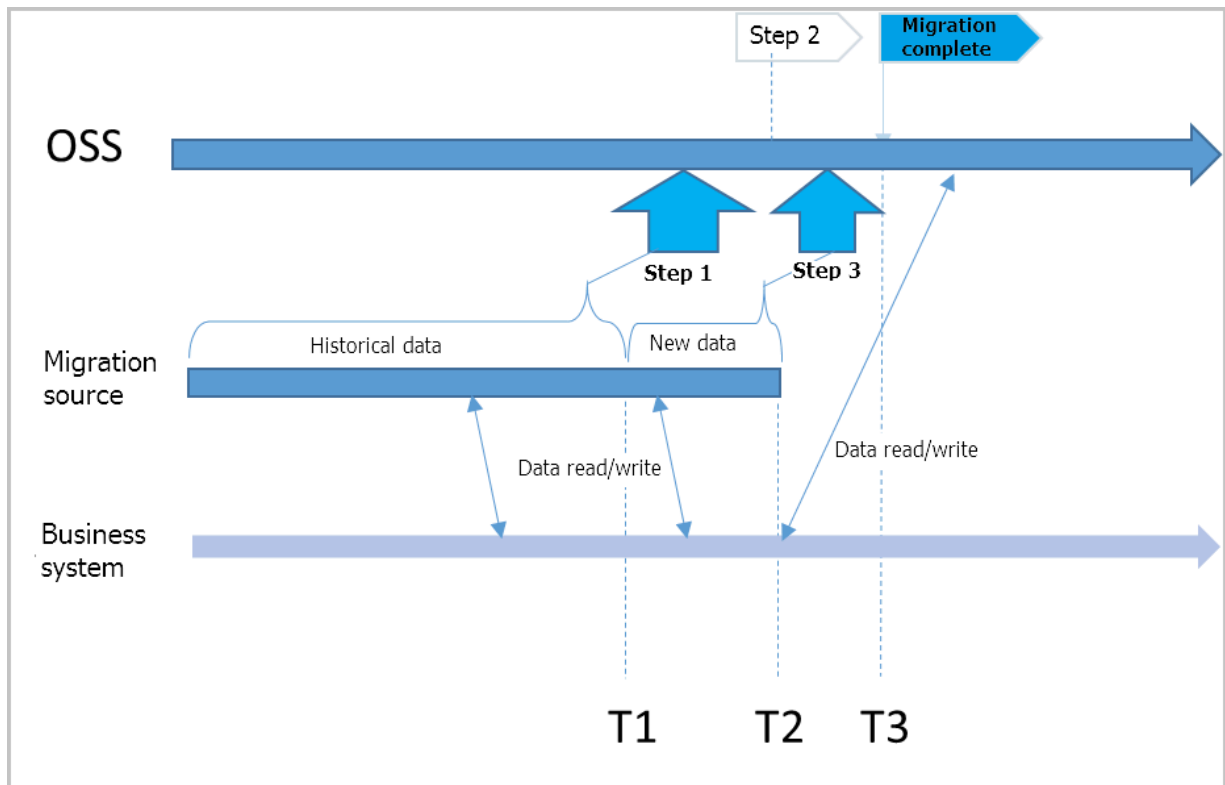 Step 2
Migration
complete
OSS
Step 1
Step 3
Historical data
New data
Migration
source
Data read/write
Data read/write
Business
system
T1
T2
T3